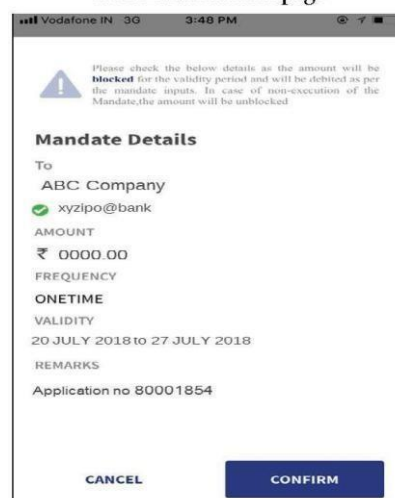 Vodafone IN 3G 3:48 PM
Please check the below details as the amount will be
blocked for the validity period and will be debited as per
the mandate inputs. In case of non-execution of the
Mandate,the amount will be unblocked
Mandate Details
To
ABC Company
xyzipo@bank
AMOUNT
₹ 0000.00
FREQUENCY
ONETIME
VALIDITY
20 JULY 2018 to 27 JULY 2018
REMARKS
Application no 80001854
CANCEL CONFIRM